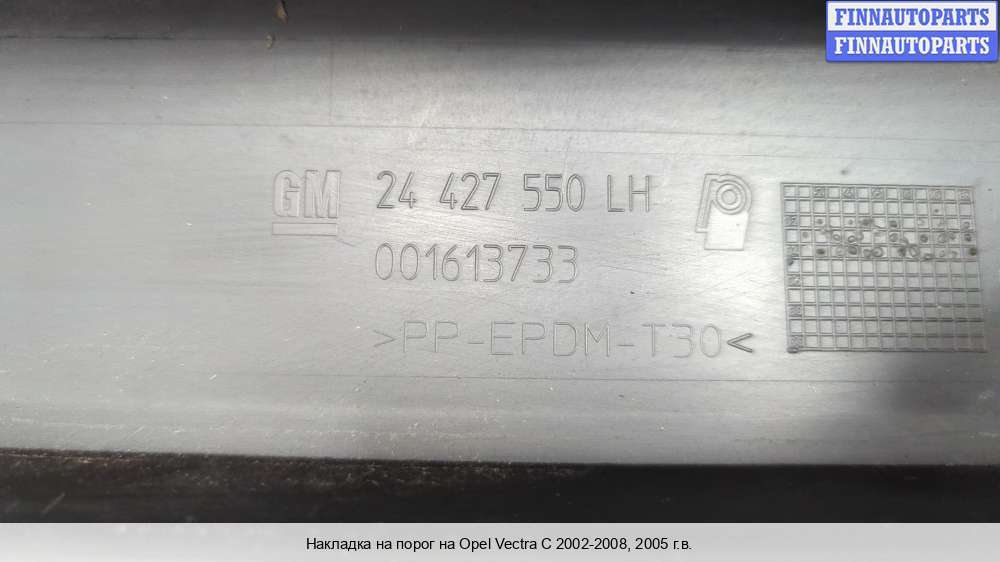 FINNAUTOPARTS
FINNAUTOPARTS
GM 24 427 550 LH
001613733
>PP-EPDM-T30<
Накладка на порог на Opel Vectra C 2002-2008, 2005 г.в.